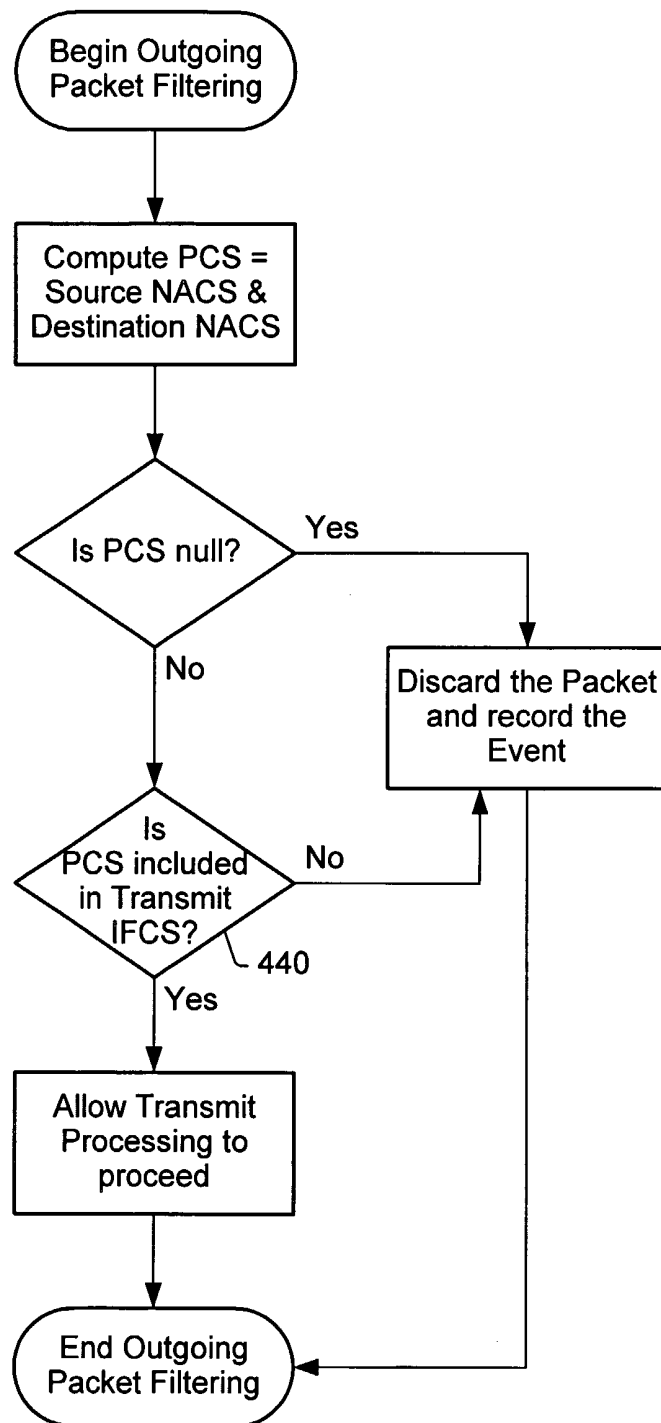 Begin Outgoing
Packet Filtering
Compute PCS =
Source NACS &
Destination NACS
Is PCS null?
Yes
No
Discard the Packet
and record the
Event
Is
PCS included
in Transmit
IFCS?
No
440
Yes
Allow Transmit
Processing to
proceed
End Outgoing
Packet Filtering